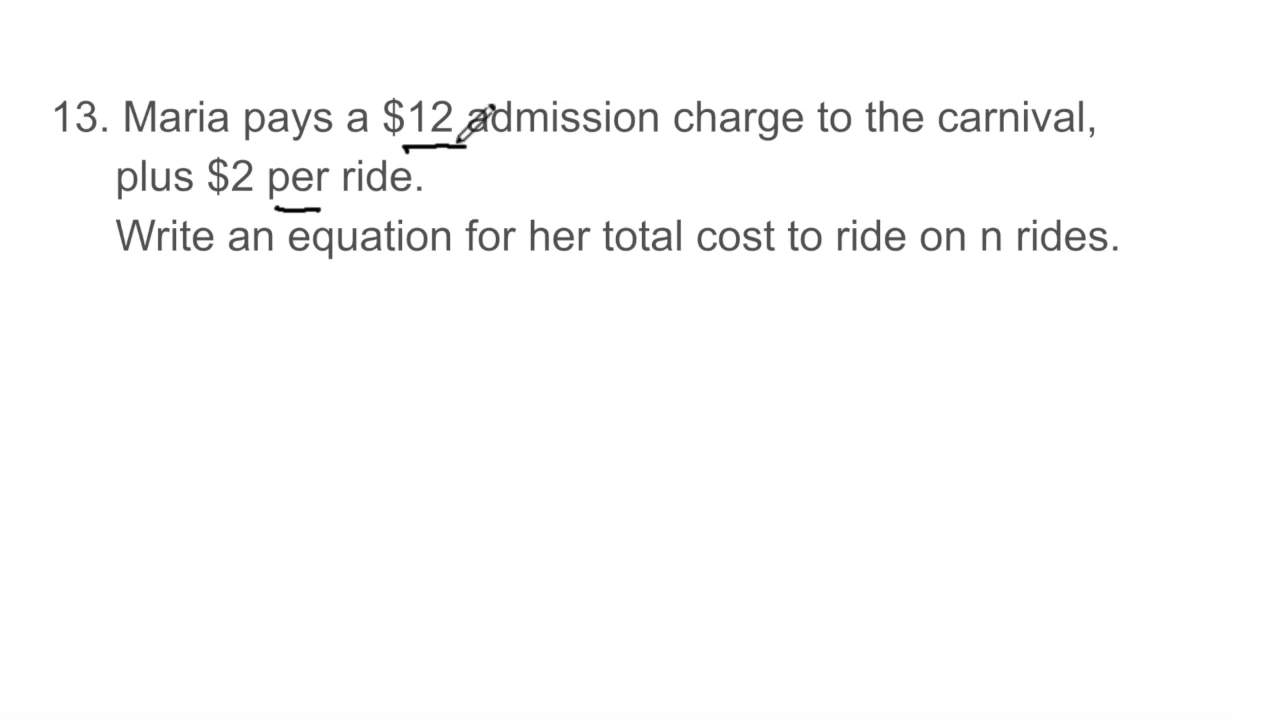 13. Maria pays a $12 admission charge to the carnival,
plus $2 per ride.
Write an equation for her total cost to ride on n rides.